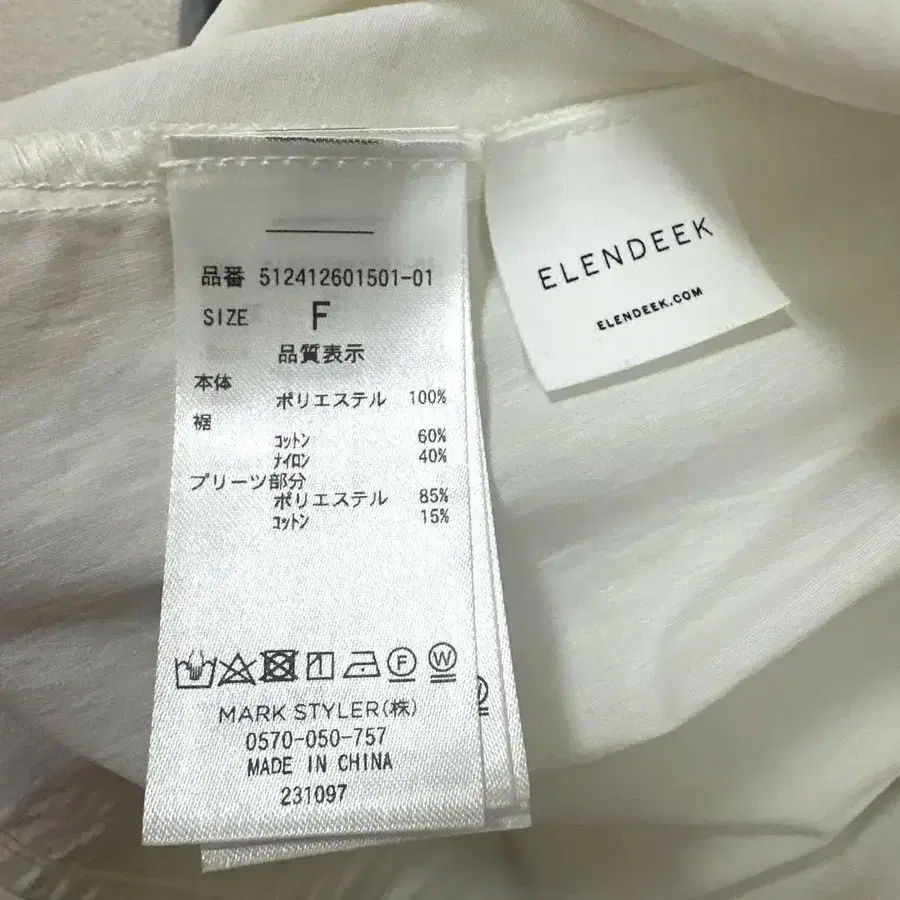 品番 512412601501-01
SIZE F
品質表示
本体
ポリエステル 100%
裾
コットン 60%
ナイロン 40%
プリーツ部分
ポリエステル 85%
コットン 15%
F W
MARK STYLER(株)
0570-050-757
MADE IN CHINA
231097
ELENDEEK
ELENDEEK.COM